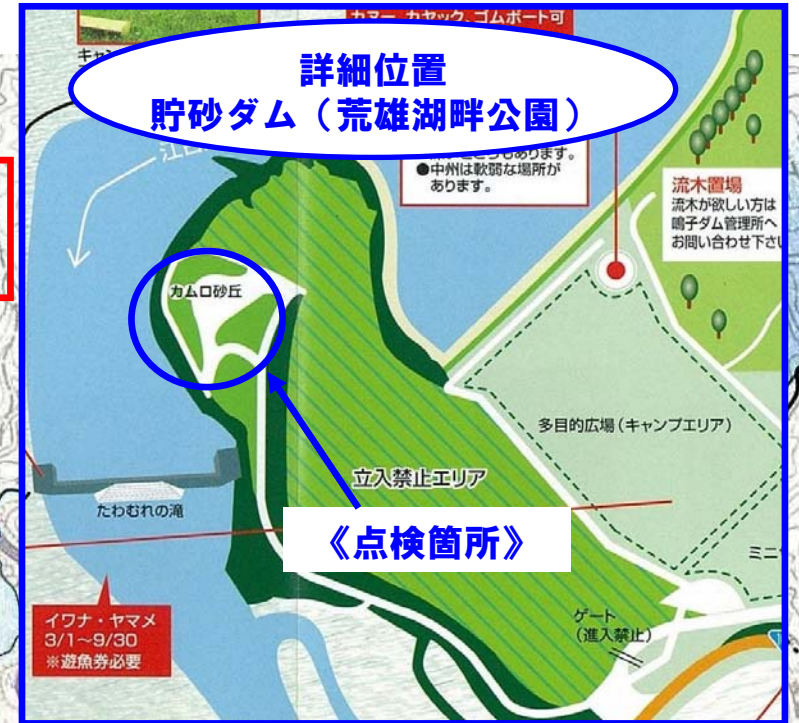 カヌー、カヤック、ゴムボート可
詳細位置
貯砂ダム（荒雄湖畔公園）
●中州は軟弱な場所が
あります。
流木置場
流木が欲しい方は
鳴子ダム管理所へ
お問い合わせ下さい
カムロ砂丘
多目的広場(キャンプエリア)
立入禁止エリア
たわむれの滝
《点検箇所》
イワナ・ヤマメ
3/1〜9/30
※遊魚券必要
ゲート
(進入禁止)
ミニ